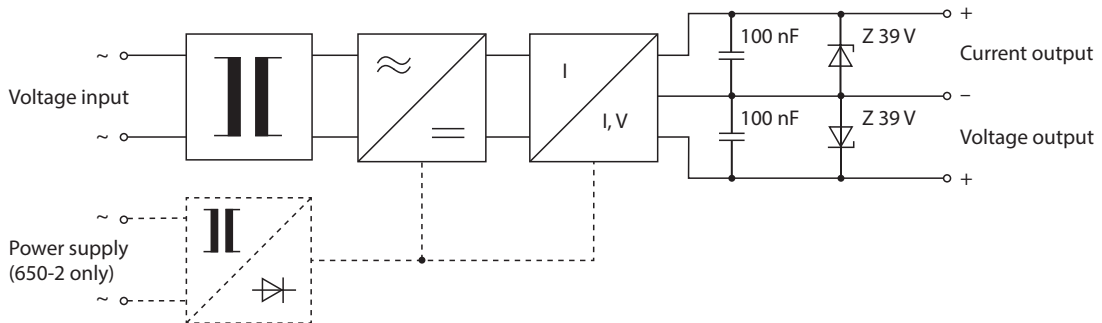 +
100 nF
Z 39 V
~
Current output
I
Voltage input
−
I, V
100 nF
Z 39 V
~
Voltage output
+
~
Power supply
(650-2 only)
~